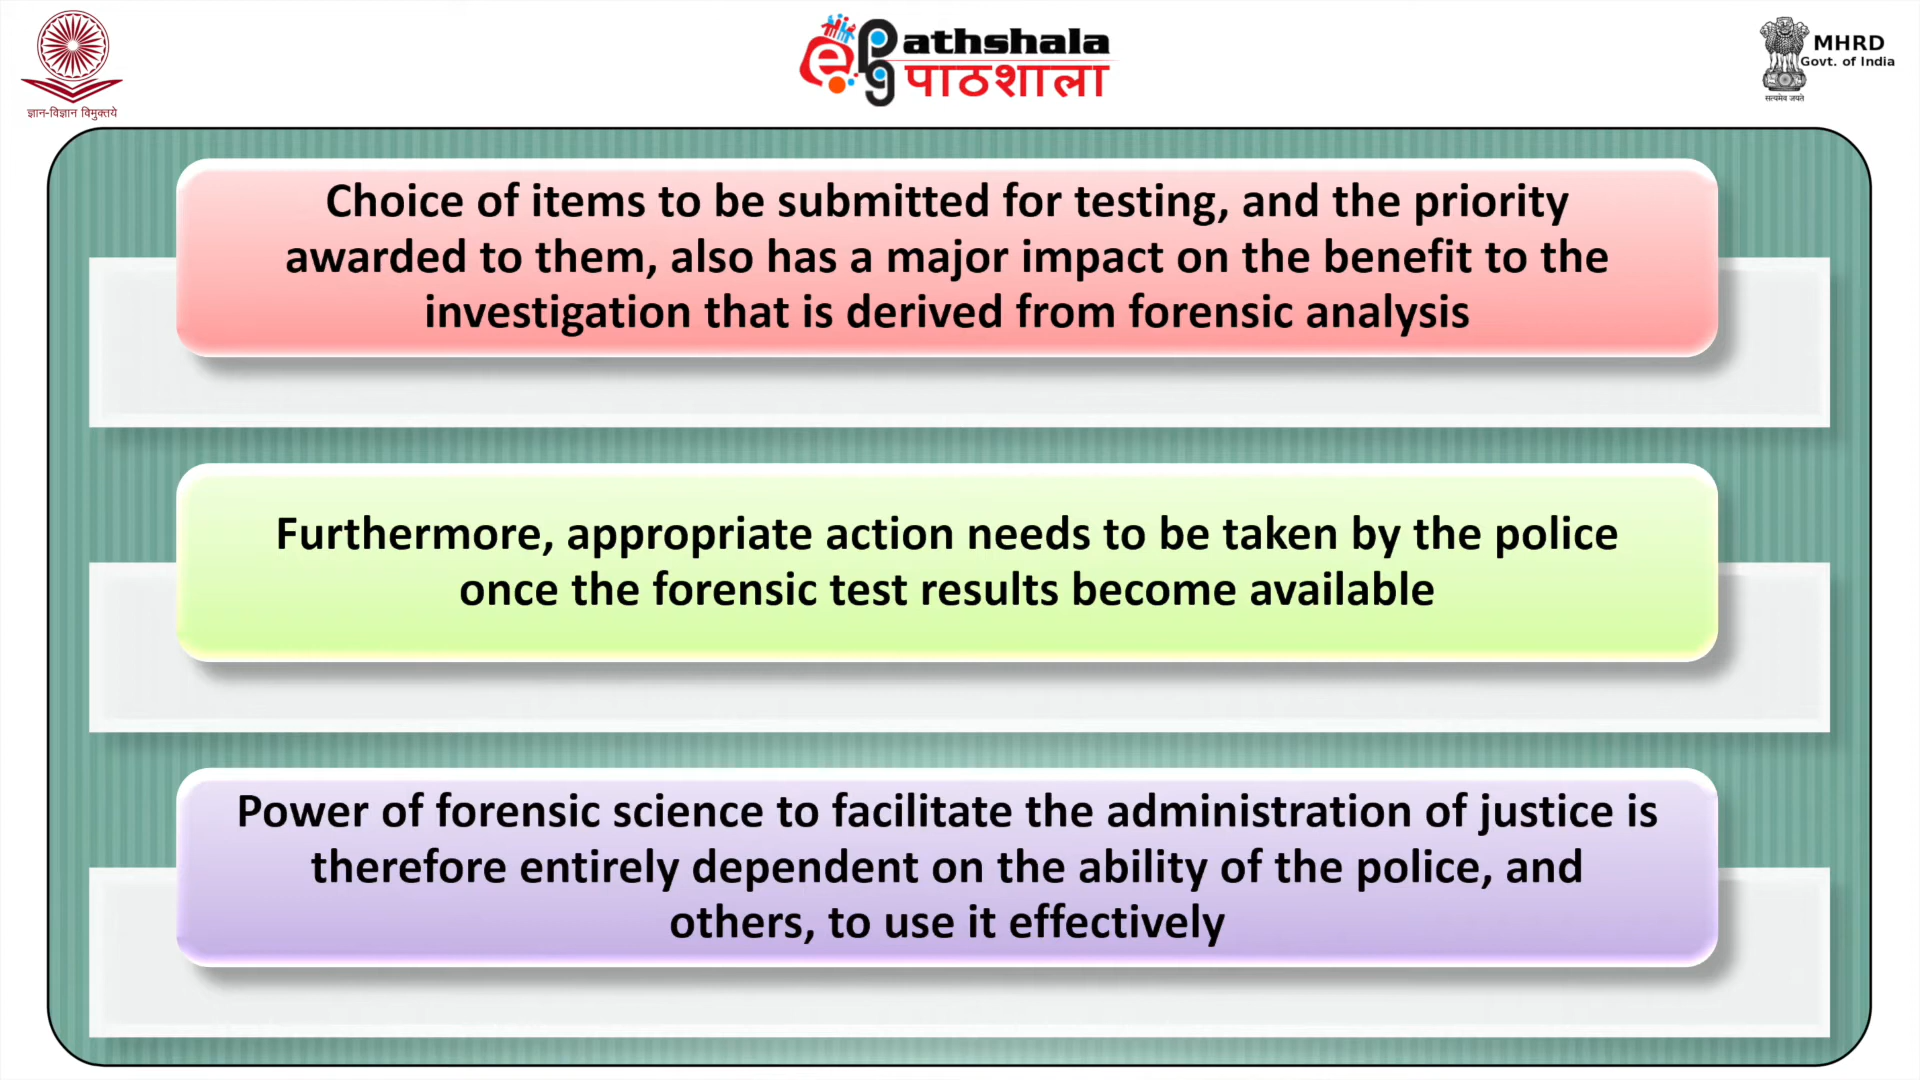 ज्ञान-विज्ञान विमुक्तये
e
pg
athshala
पाठशाला
MHRD
Govt. of India
सत्यमेव जयते
Choice of items to be submitted for testing, and the priority
awarded to them, also has a major impact on the benefit to the
investigation that is derived from forensic analysis
Furthermore, appropriate action needs to be taken by the police
once the forensic test results become available
Power of forensic science to facilitate the administration of justice is
therefore entirely dependent on the ability of the police, and
others, to use it effectively